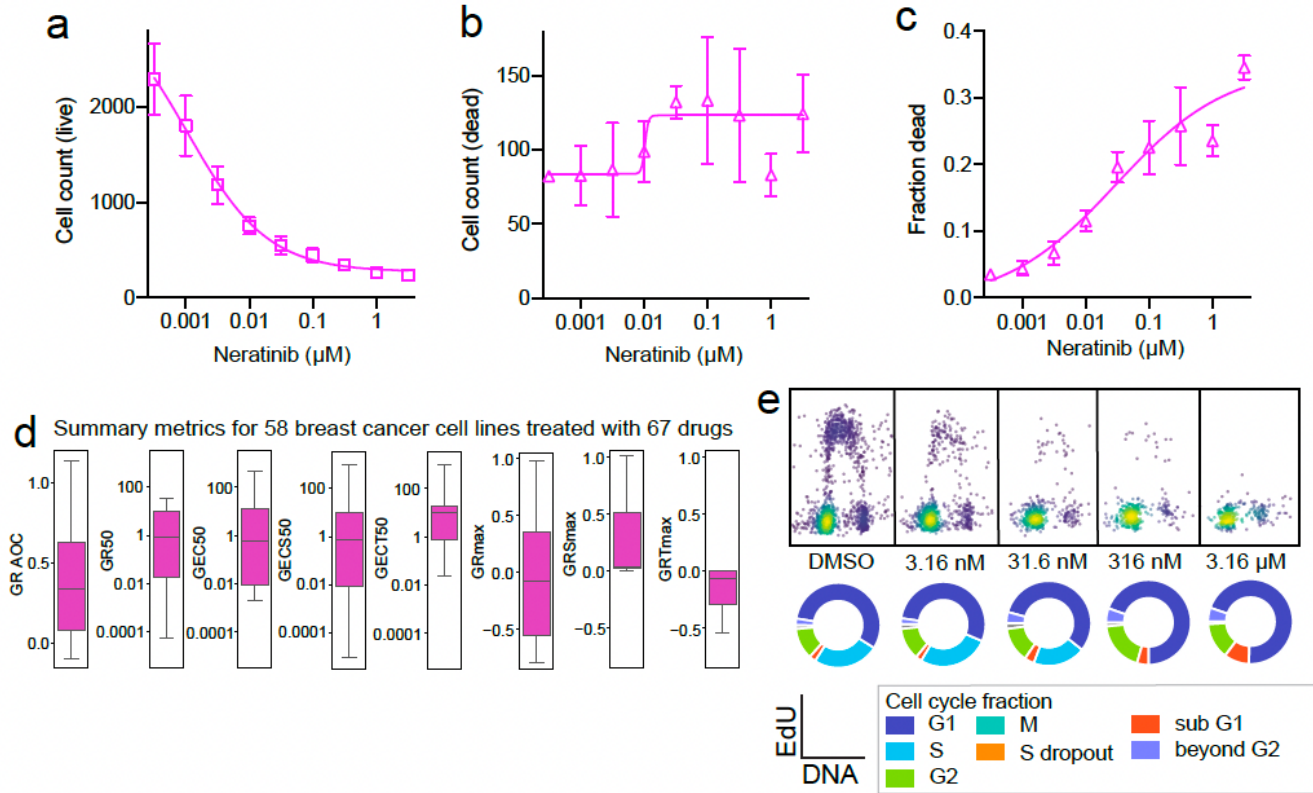 a
Cell count (live)
2000
1000
0
0.001
0.01
0.1
1
Neratinib (µM)
b
Cell count (dead)
150
100
50
0
0.001
0.01
0.1
1
Neratinib (µM)
c
Fraction dead
0.4
0.3
0.2
0.1
0.0
0.001
0.01
0.1
1
Neratinib (µM)
d
Summary metrics for 58 breast cancer cell lines treated with 67 drugs
GR AOC
1.0
0.5
0.0
GR50
100
1
0.01
0.0001
GEC50
100
1
0.01
0.0001
GECS50
100
1
0.01
0.0001
GECT50
100
1
0.01
0.0001
GRmax
1.0
0.5
0.0
−0.5
GRSmax
1.0
0.5
0.0
−0.5
GRTmax
1.0
0.5
0.0
−0.5
e
DMSO
3.16 nM
31.6 nM
316 nM
3.16 µM
EdU
DNA
Cell cycle fraction
G1
S
G2
M
S dropout
sub G1
beyond G2